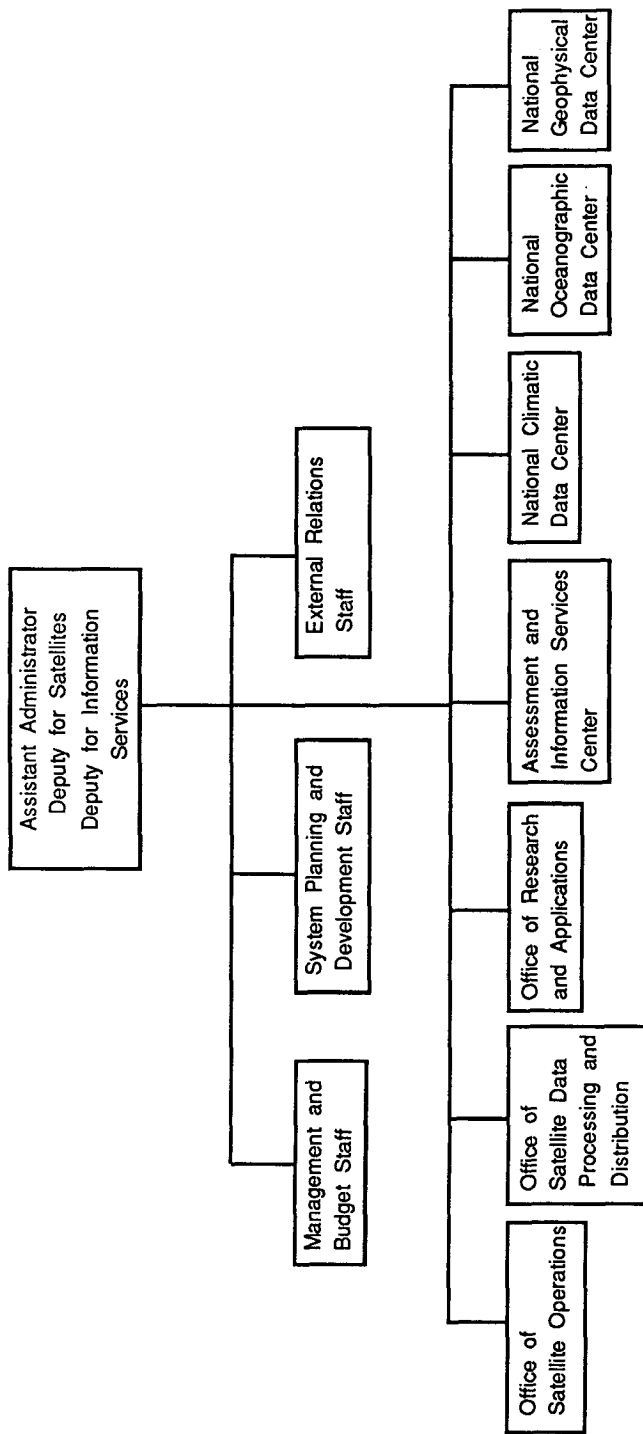 Assistant Administrator
Deputy for Satellites
Deputy for Information
Services
Management and
Budget Staff
System Planning and
Development Staff
External Relations
Staff
Office of
Satellite Operations
Office of
Satellite Data
Processing and
Distribution
Office of Research
and Applications
Assessment and
Information Services
Center
National Climatic
Data Center
National
Oceanographic
Data Center
National
Geophysical
Data Center